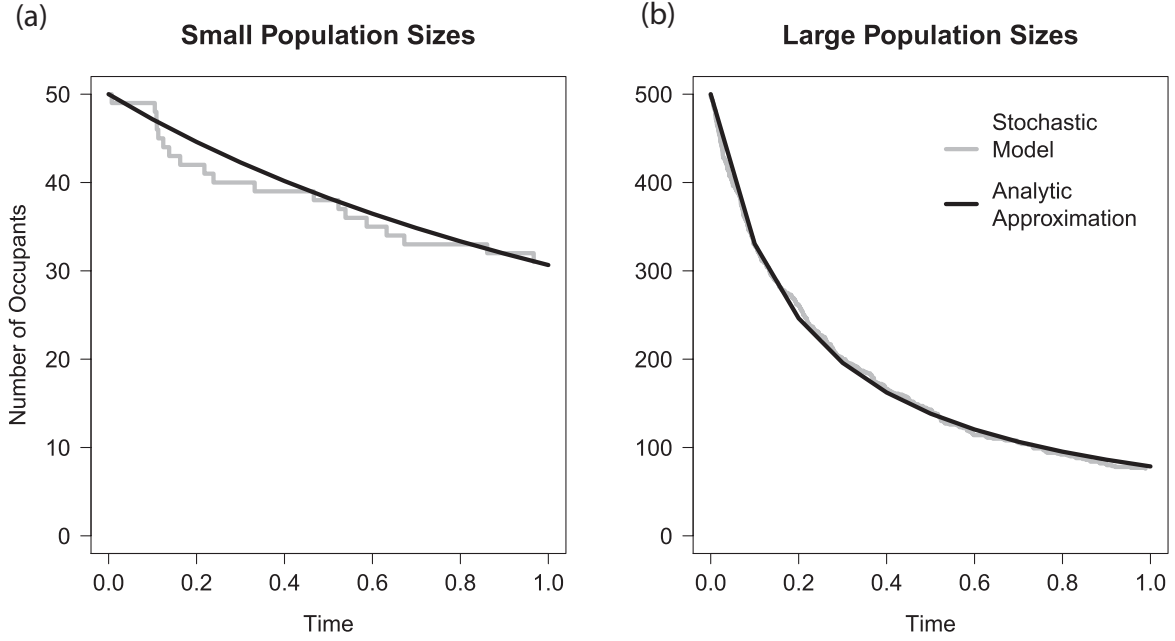 (a)
Small Population Sizes
Number of Occupants
50
40
30
20
10
0
0.0 0.2 0.4 0.6 0.8 1.0
Time
(b)
Large Population Sizes
500
400
300
200
100
0
Stochastic
Model
Analytic
Approximation
0.0 0.2 0.4 0.6 0.8 1.0
Time